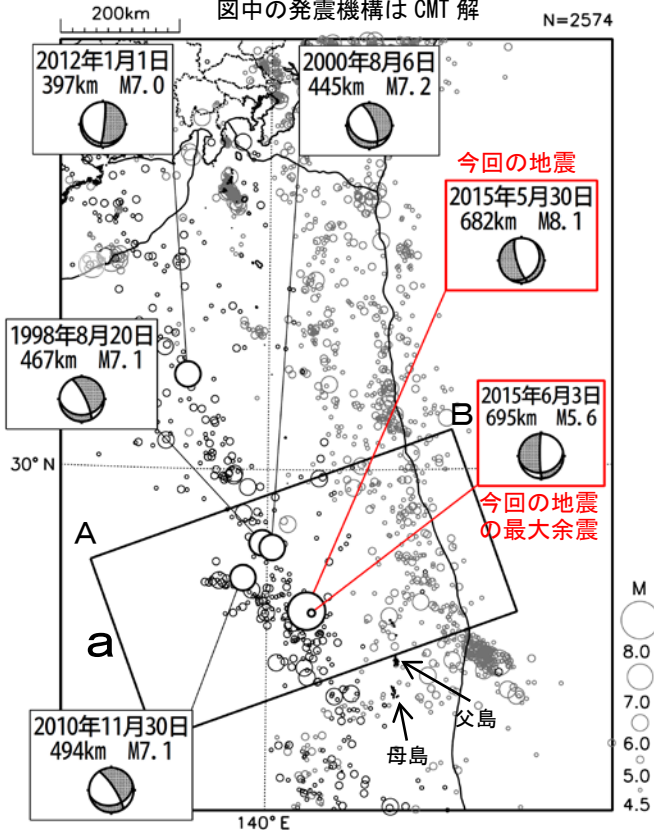 200km
図中の発震機構は CMT 解
N=2574
2012年1月1日
397km M7.0
2000年8月6日
445km M7.2
今回の地震
2015年5月30日
682km M8.1
1998年8月20日
467km M7.1
B
2015年6月3日
695km M5.6
30°N
今回の地震
の最大余震
A
a
M
8.0
7.0
6.0
5.0
4.5
父島
母島
2010年11月30日
494km M7.1
140°E